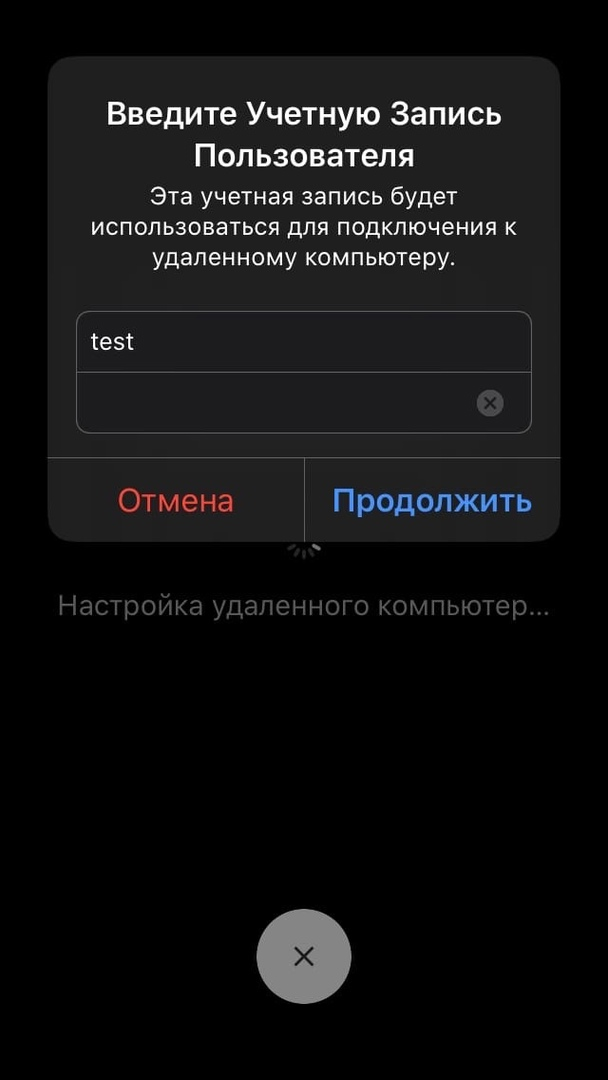 Введите Учетную Запись
Пользователя
Эта учетная запись будет
использоваться для подключения к
удаленному компьютеру.
test
Отмена
Продолжить
Настройка удаленного компьютер...